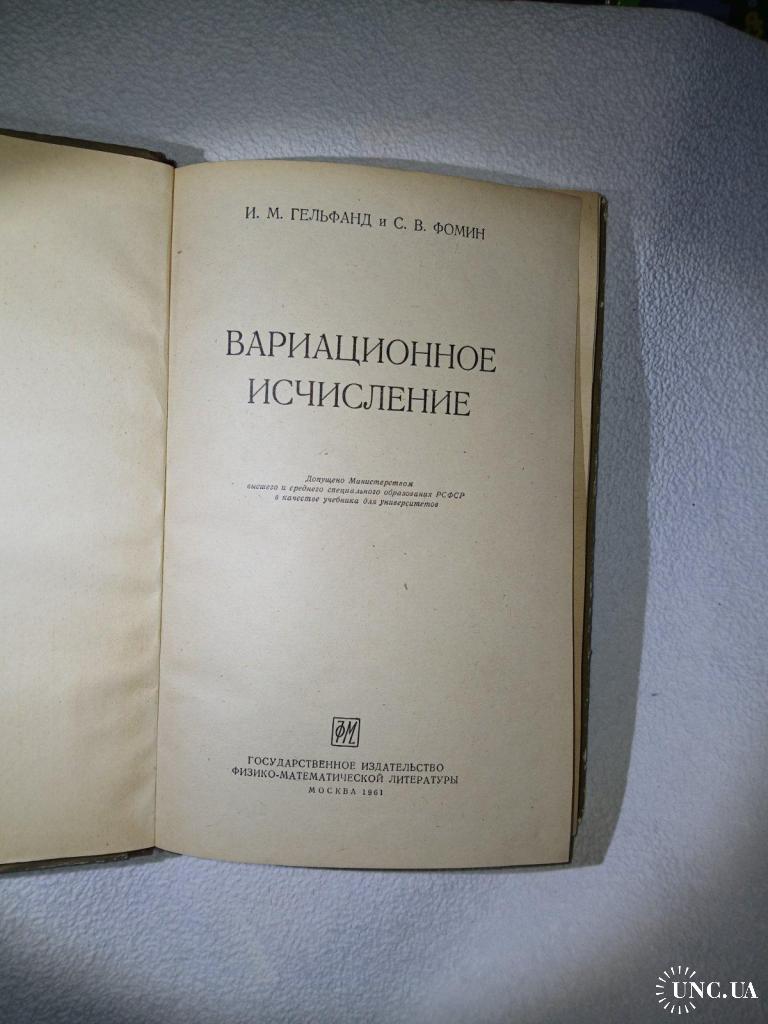 И. М. ГЕЛЬФАНД и С. В. ФОМИН
ВАРИАЦИОННОЕ
ИСЧИСЛЕНИЕ
Допущено Министерством
высшего и среднего специального образования РСФСР
в качестве учебника для университетов
ФМ
ГОСУДАРСТВЕННОЕ ИЗДАТЕЛЬСТВО
ФИЗИКО-МАТЕМАТИЧЕСКОЙ ЛИТЕРАТУРЫ
МОСКВА 1961
UNC.UA